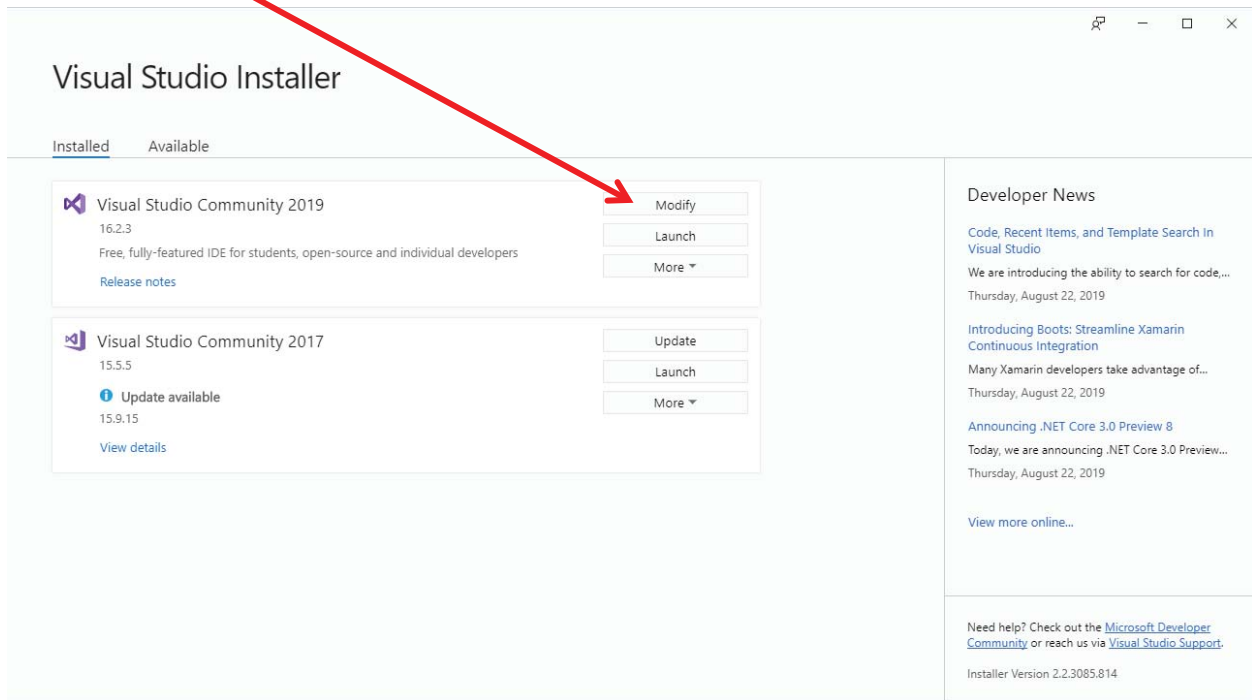 Visual Studio Installer
Installed Available
Visual Studio Community 2019
16.2.3
Free, fully-featured IDE for students, open-source and individual developers
Release notes
Modify
Launch
More
Visual Studio Community 2017
15.5.5
Update available
15.9.15
View details
Update
Launch
More
Developer News
Code, Recent Items, and Template Search In
Visual Studio
We are introducing the ability to search for code,...
Thursday, August 22, 2019
Introducing Boots: Streamline Xamarin
Continuous Integration
Many Xamarin developers take advantage of...
Thursday, August 22, 2019
Announcing .NET Core 3.0 Preview 8
Today, we are announcing .NET Core 3.0 Preview...
Thursday, August 22, 2019
View more online...
Need help? Check out the Microsoft Developer
Community or reach us via Visual Studio Support.
Installer Version 2.2.3085.814